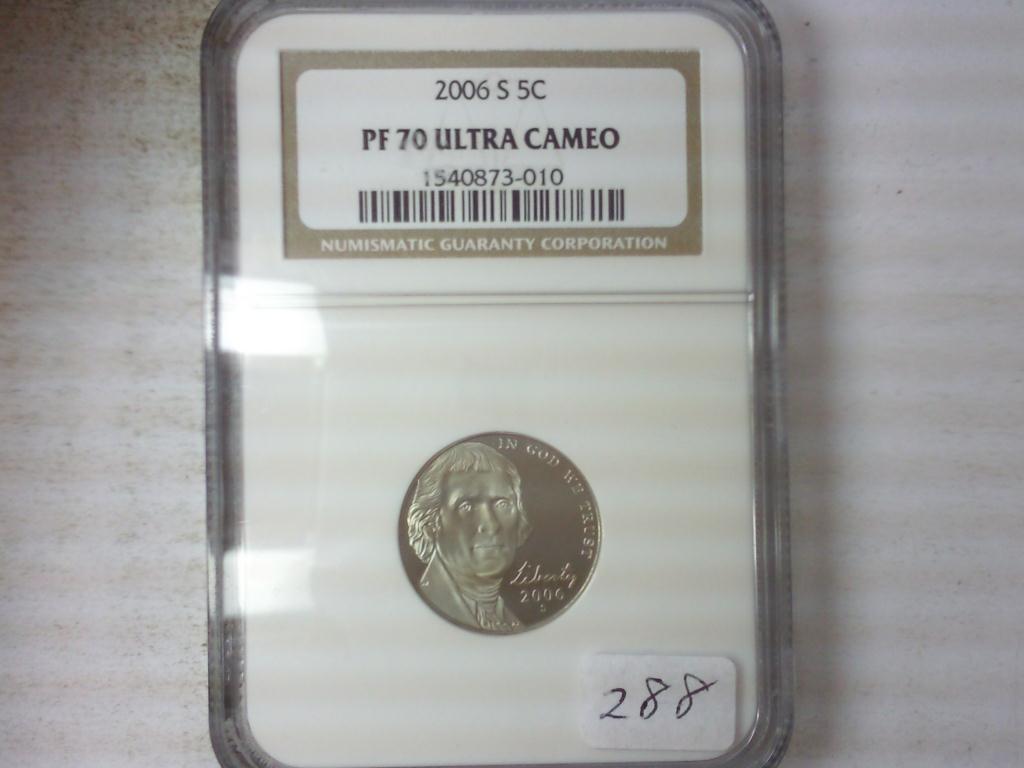 2006 S 5C
PF 70 ULTRA CAMEO
1540873-010
NUMISMATIC GUARANTY CORPORATION
IN GOD WE TRUST
Liberty
2006
S
288